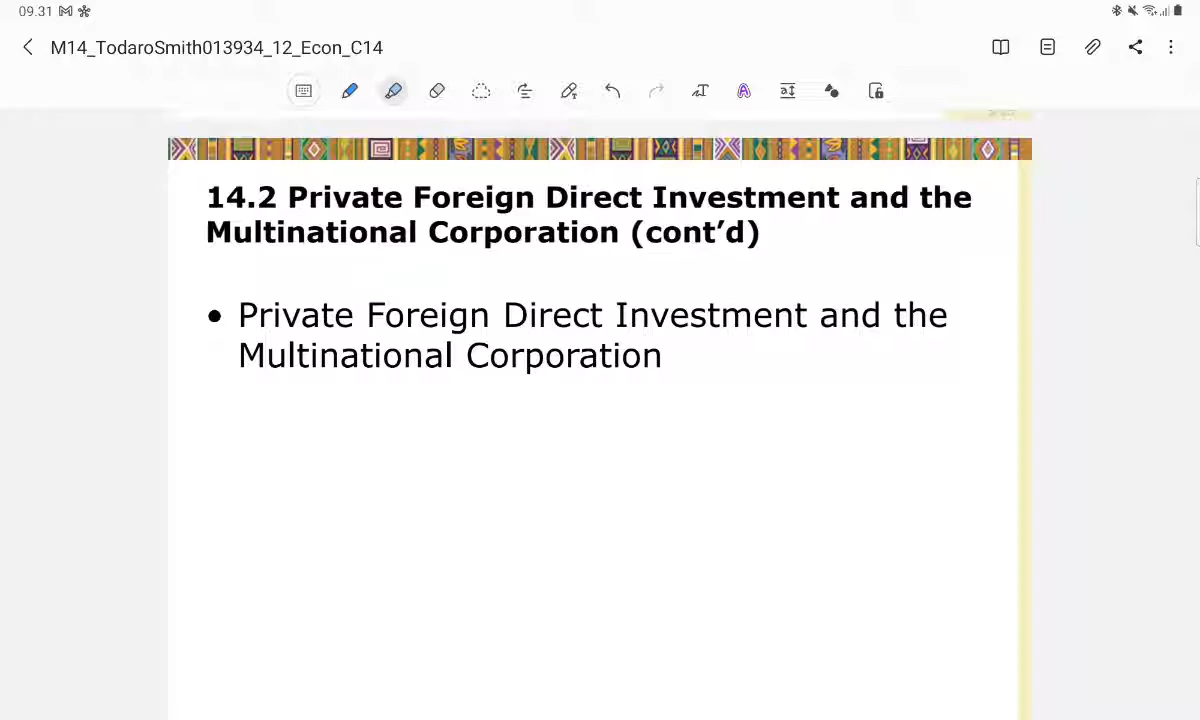 09.31
M14_TodaroSmith013934_12_Econ_C14
14.2 Private Foreign Direct Investment and the
Multinational Corporation (cont’d)
• Private Foreign Direct Investment and the
Multinational Corporation